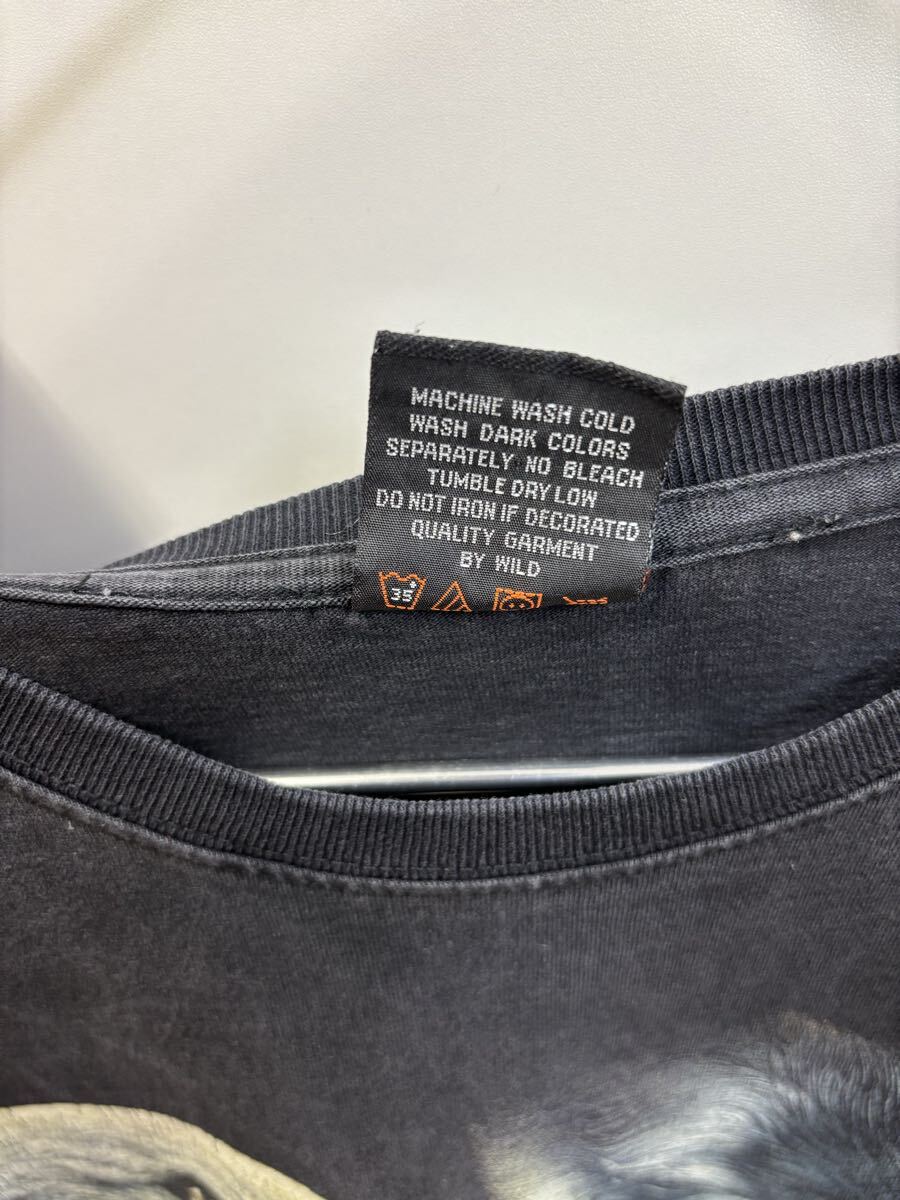 MACHINE WASH COLD
WASH DARK COLORS
SEPARATELY NO BLEACH
TUMBLE DRY LOW
DO NOT IRON IF DECORATED
QUALITY GARMENT
BY WILD
35°